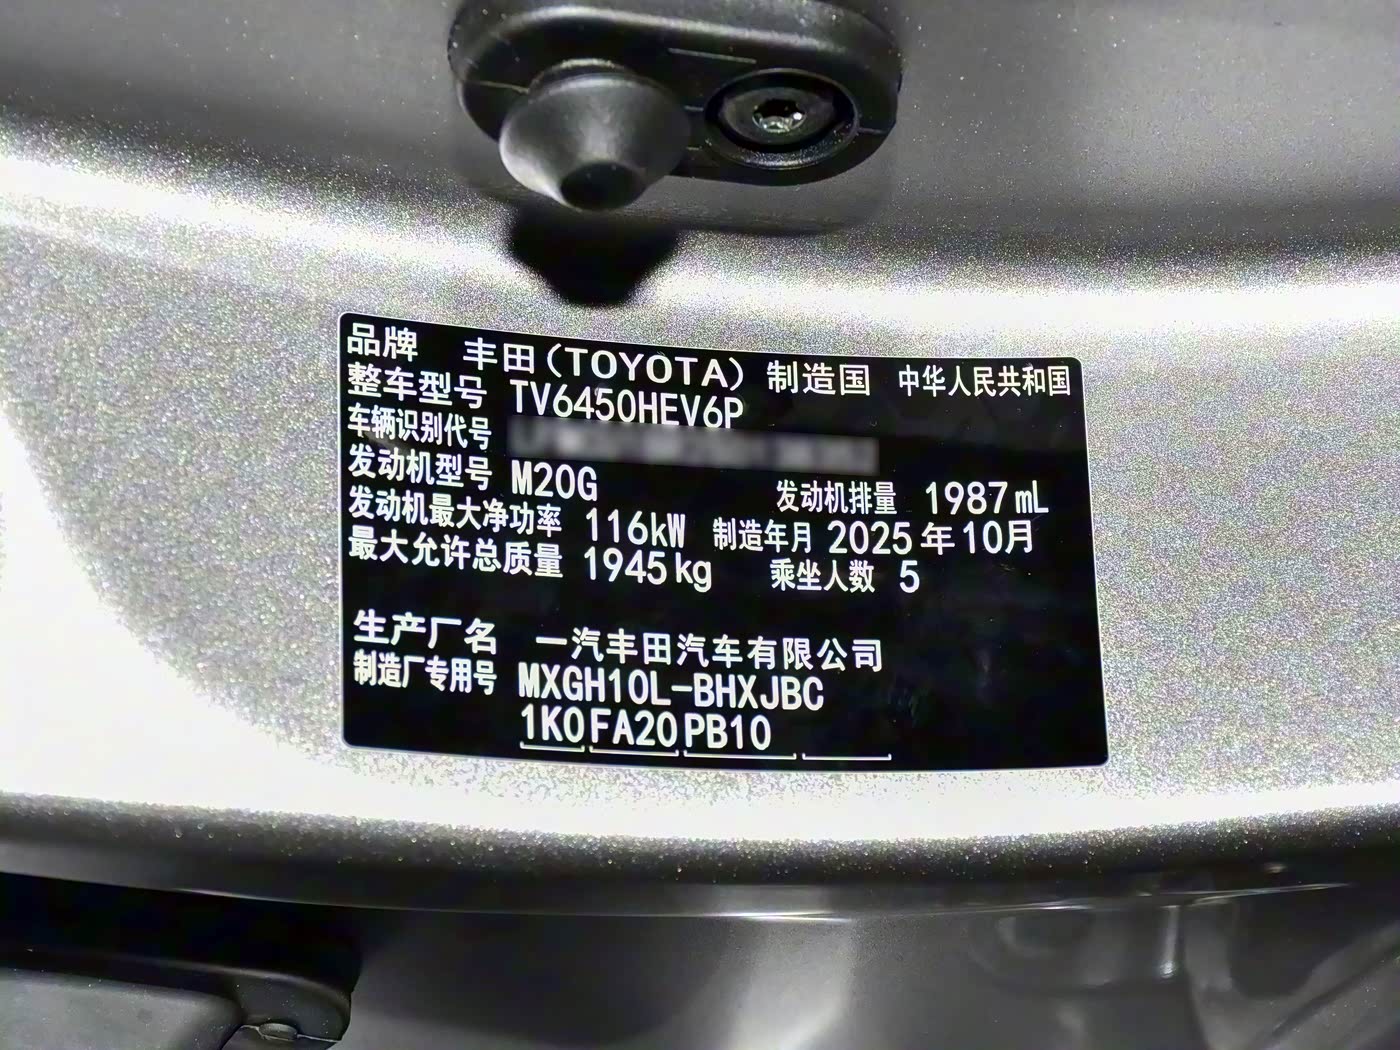 品牌 丰田(TOYOTA) 制造国 中华人民共和国
整车型号 TV6450HEV6P
车辆识别代号
发动机型号 M20G 发动机排量 1987mL
发动机最大净功率 116kW 制造年月 2025年10月
最大允许总质量 1945kg 乘坐人数 5
生产厂名 一汽丰田汽车有限公司
制造厂专用号 MXGH10L-BHXJBC
1K0 FA20 PB10